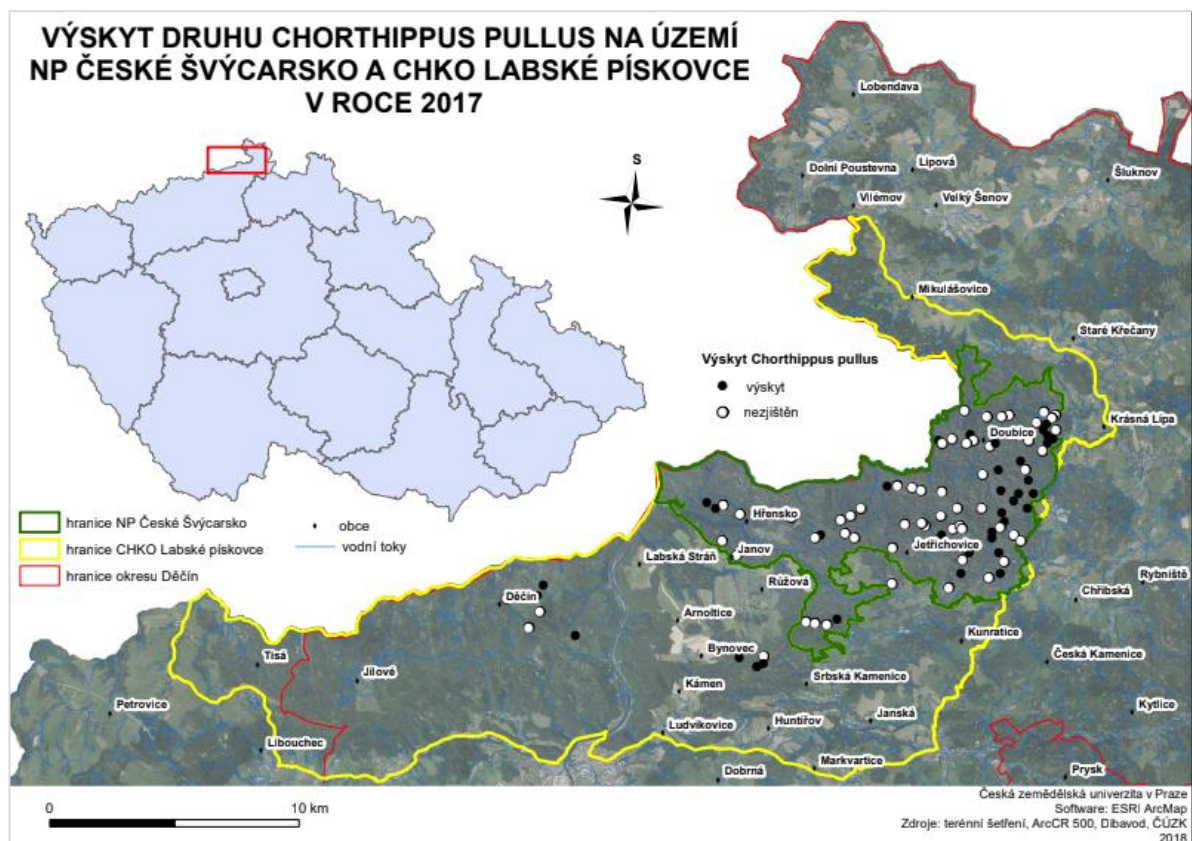 VÝSKYT DRUHU CHORTHIPPUS PULLUS NA ÚZEMÍ
NP ČESKÉ ŠVÝCARSKO A CHKO LABSKÉ PÍSKOVCE
V ROCE 2017
S
Lobendava
Dolní Poustevna
Lipová
Šluknov
Vilémov
Velký Šenov
Mikulášovice
Staré Křečany
Krásná Lípa
Doubice
Výskyt Chorthippus pullus
výskyt
nezjištěn
hranice NP České Švýcarsko
hranice CHKO Labské pískovce
hranice okresu Děčín
obce
vodní toky
Hřensko
Labská Stráň
Janov
Jetřichovice
Růžová
Rybniště
Chřibská
Děčín
Arnoltice
Kunratice
Bynovec
Česká Kamenice
Tisá
Jílové
Kámen
Srbská Kamenice
Petrovice
Kytlice
Ludvíkovice
Huntířov
Janská
Libouchec
Markvartice
Dobrná
Prysk
0
10 km
Česká zemědělská univerzita v Praze
Software: ESRI ArcMap
Zdroje: terénní šetření, ArcCR 500, Dibavod, ČÚZK
2018